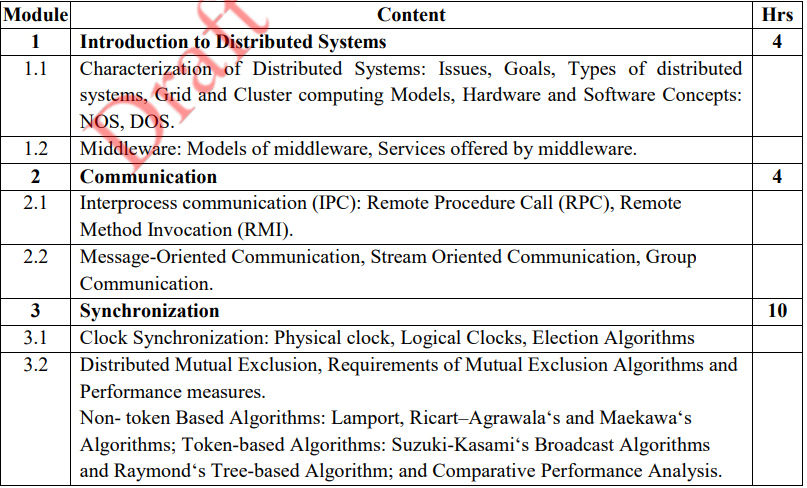 Module Content Hrs
1 Introduction to Distributed Systems 4
1.1 Characterization of Distributed Systems: Issues, Goals, Types of distributed
systems, Grid and Cluster computing Models, Hardware and Software Concepts:
NOS, DOS.
1.2 Middleware: Models of middleware, Services offered by middleware.
2 Communication 4
2.1 Interprocess communication (IPC): Remote Procedure Call (RPC), Remote
Method Invocation (RMI).
2.2 Message-Oriented Communication, Stream Oriented Communication, Group
Communication.
3 Synchronization 10
3.1 Clock Synchronization: Physical clock, Logical Clocks, Election Algorithms
3.2 Distributed Mutual Exclusion, Requirements of Mutual Exclusion Algorithms and
Performance measures.
Non- token Based Algorithms: Lamport, Ricart–Agrawala‘s and Maekawa‘s
Algorithms; Token-based Algorithms: Suzuki-Kasami‘s Broadcast Algorithms
and Raymond‘s Tree-based Algorithm; and Comparative Performance Analysis.
Draft